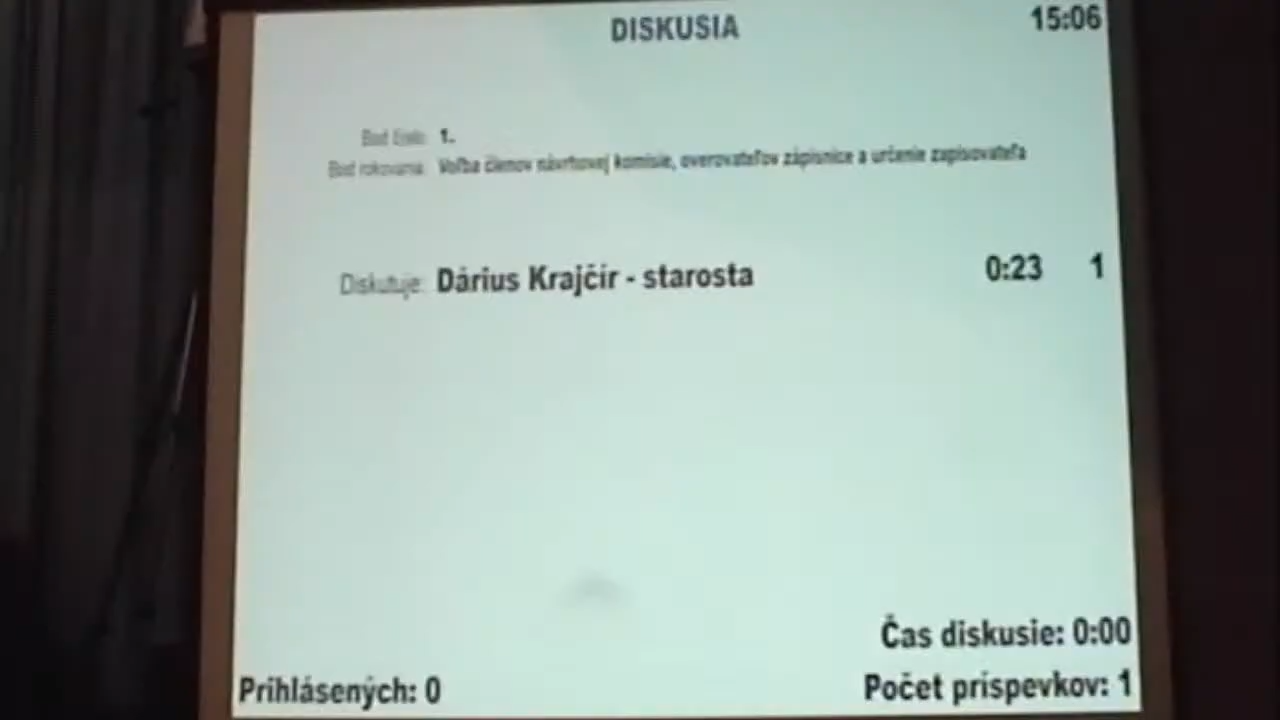 DISKUSIA 15:06
Bod číslo: 1.
Bod rokovania: Voľba členov návrhovej komisie, overovateľov zápisnice a určenie zapisovateľa
Diskutuje: Dárius Krajčír - starosta 0:23 1
Čas diskusie: 0:00
Prihlásených: 0 Počet príspevkov: 1